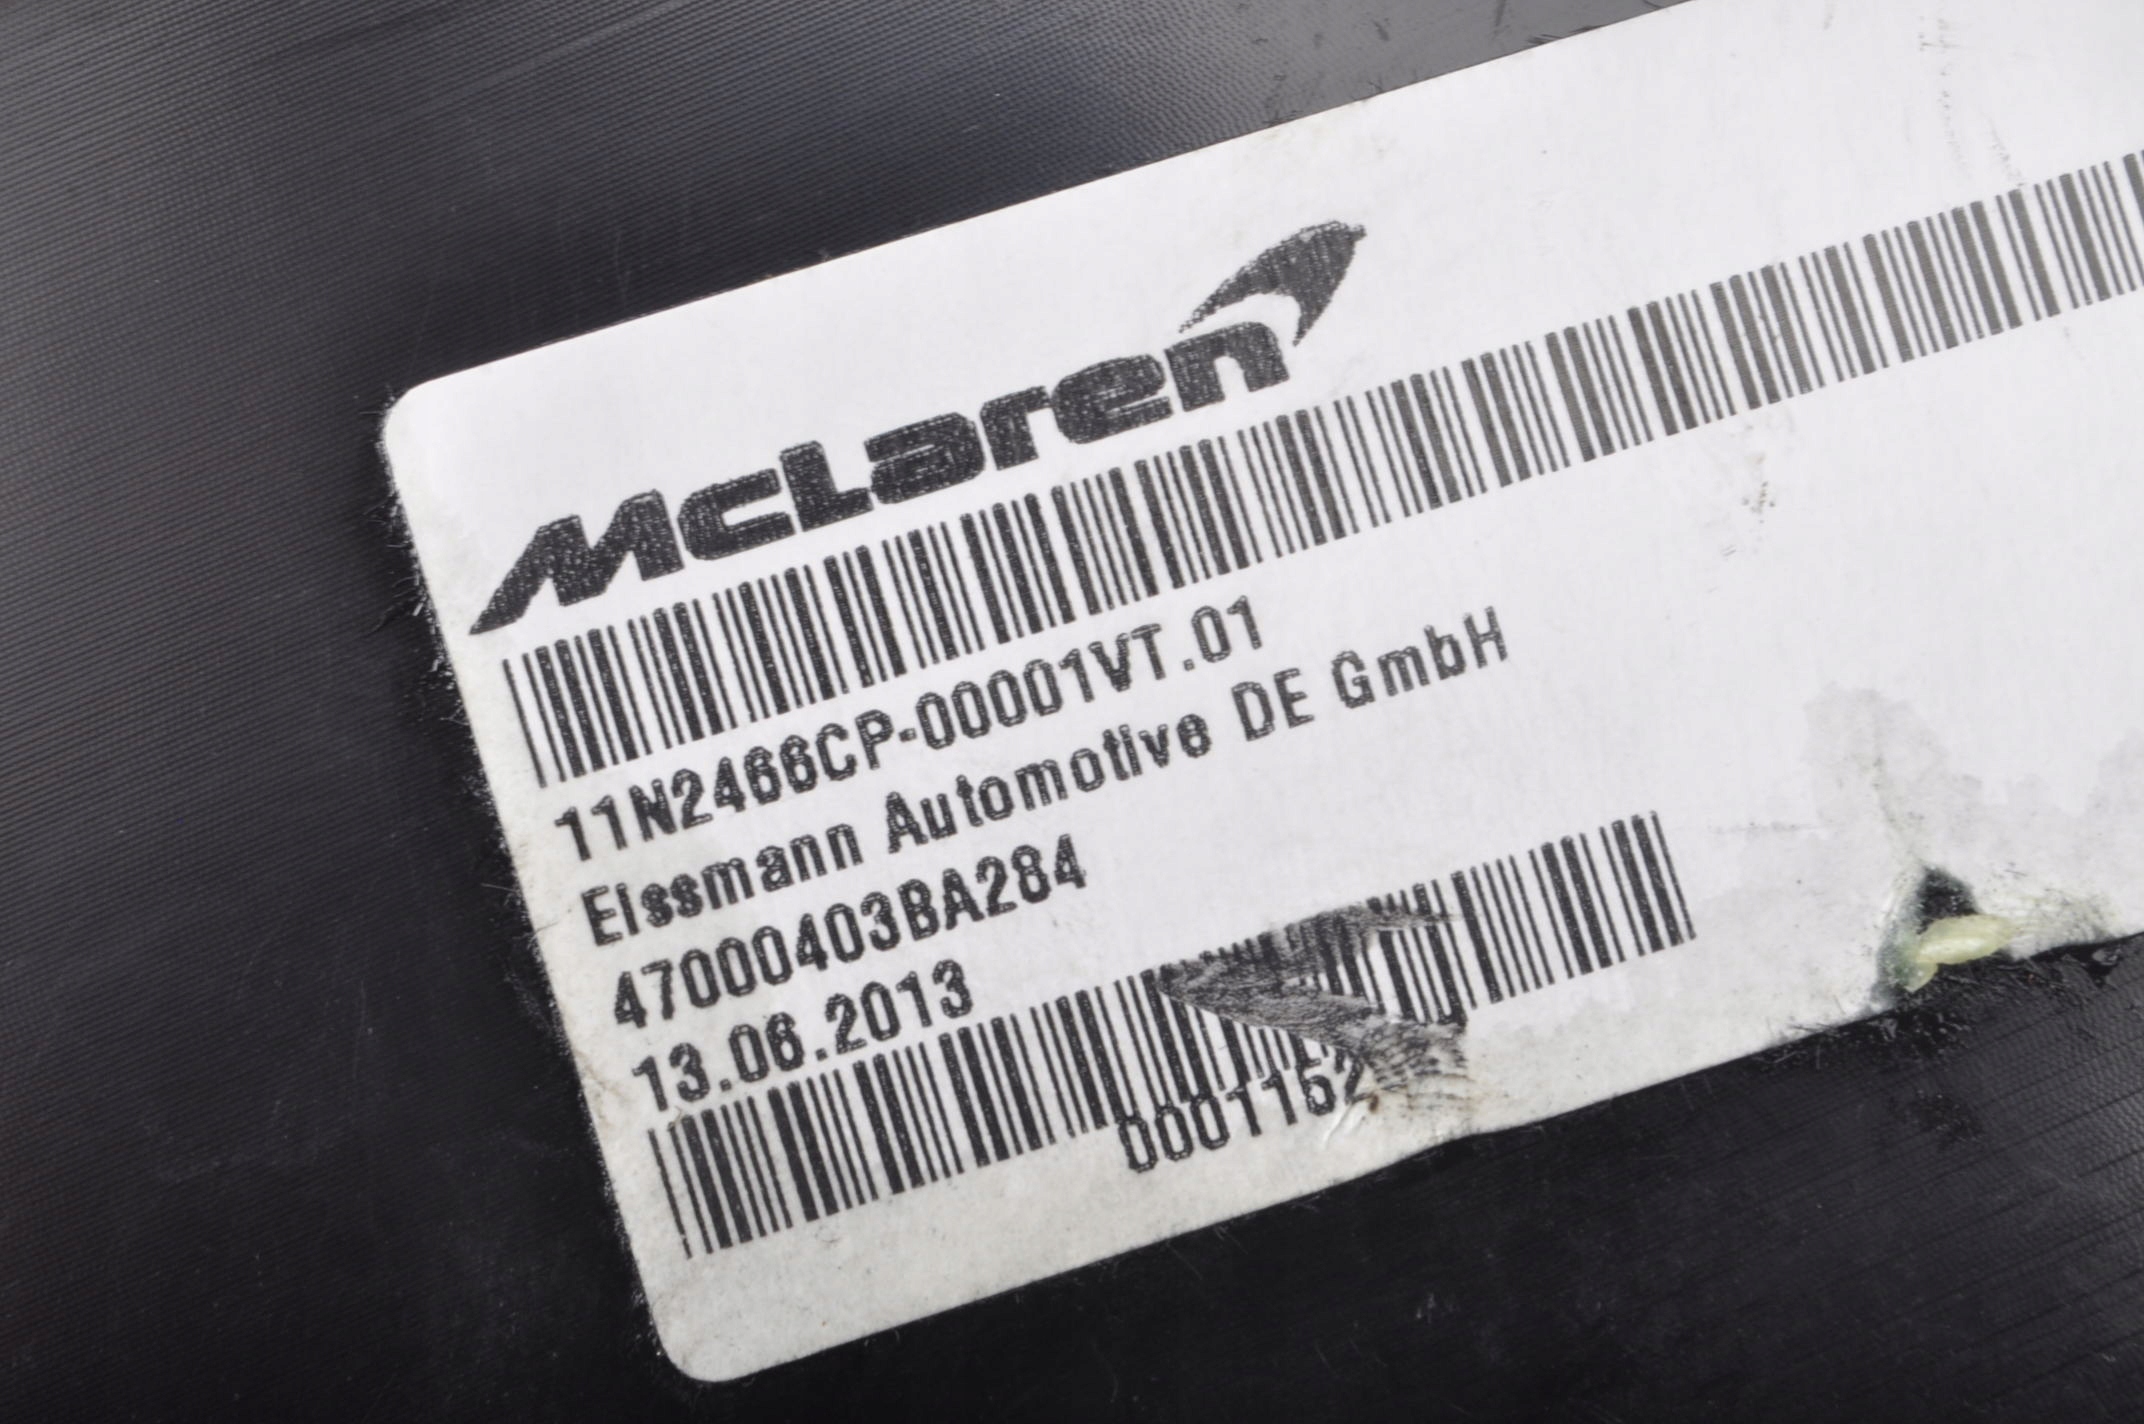 McLaren
11N2466CP-00001VT.01
Eissmann Automotive DE GmbH
47000403BA284
13.06.2013
0001152